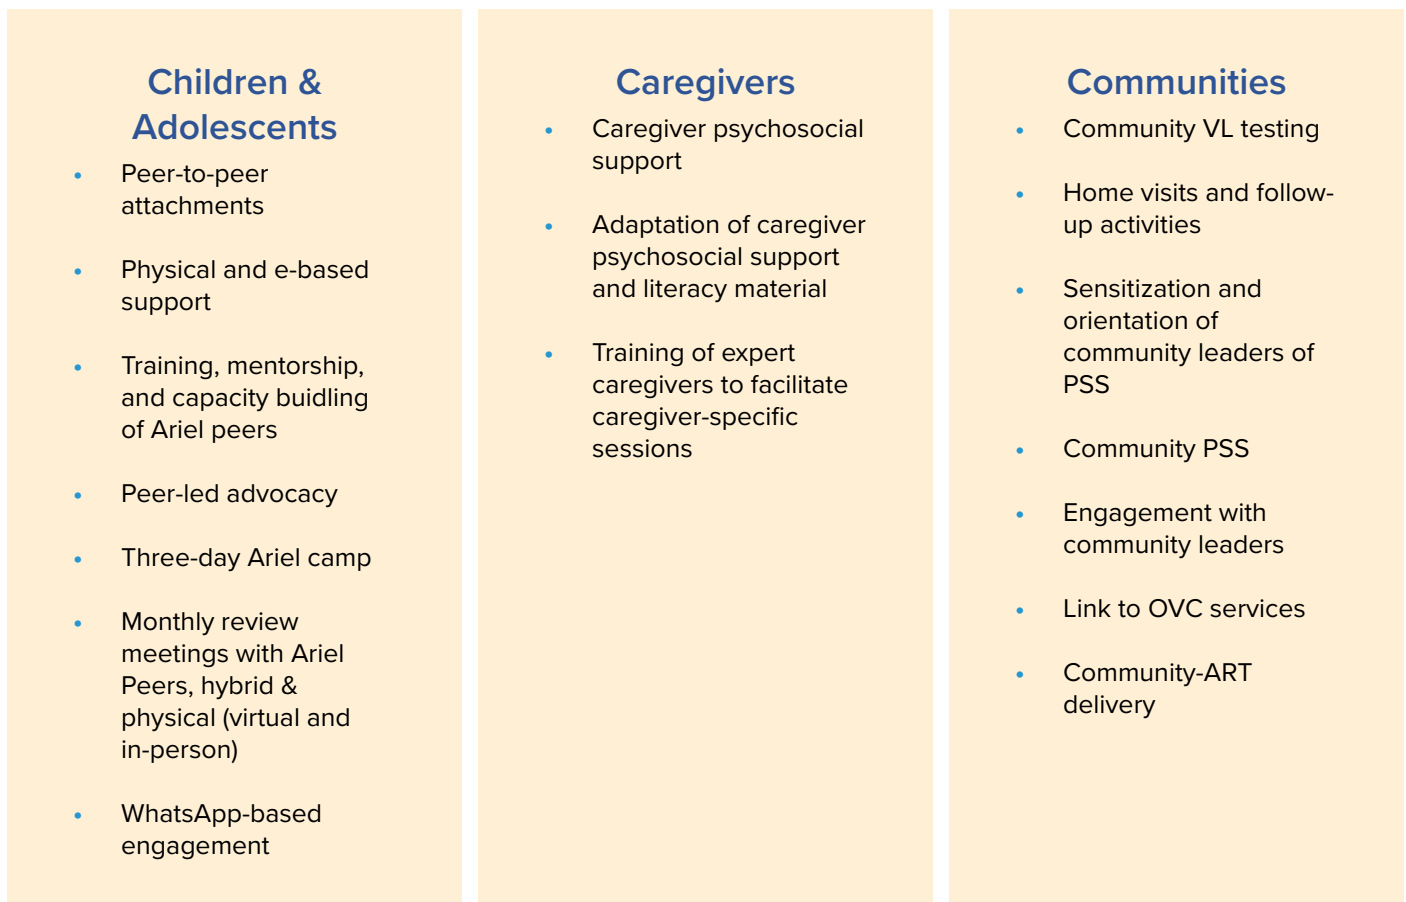 Children &
Adolescents
• Peer-to-peer
attachments
• Physical and e-based
support
• Training, mentorship,
and capacity buidling
of Ariel peers
• Peer-led advocacy
• Three-day Ariel camp
• Monthly review
meetings with Ariel
Peers, hybrid &
physical (virtual and
in-person)
• WhatsApp-based
engagement
Caregivers
• Caregiver psychosocial
support
• Adaptation of caregiver
psychosocial support
and literacy material
• Training of expert
caregivers to facilitate
caregiver-specific
sessions
Communities
• Community VL testing
• Home visits and follow-
up activities
• Sensitization and
orientation of
community leaders of
PSS
• Community PSS
• Engagement with
community leaders
• Link to OVC services
• Community-ART
delivery